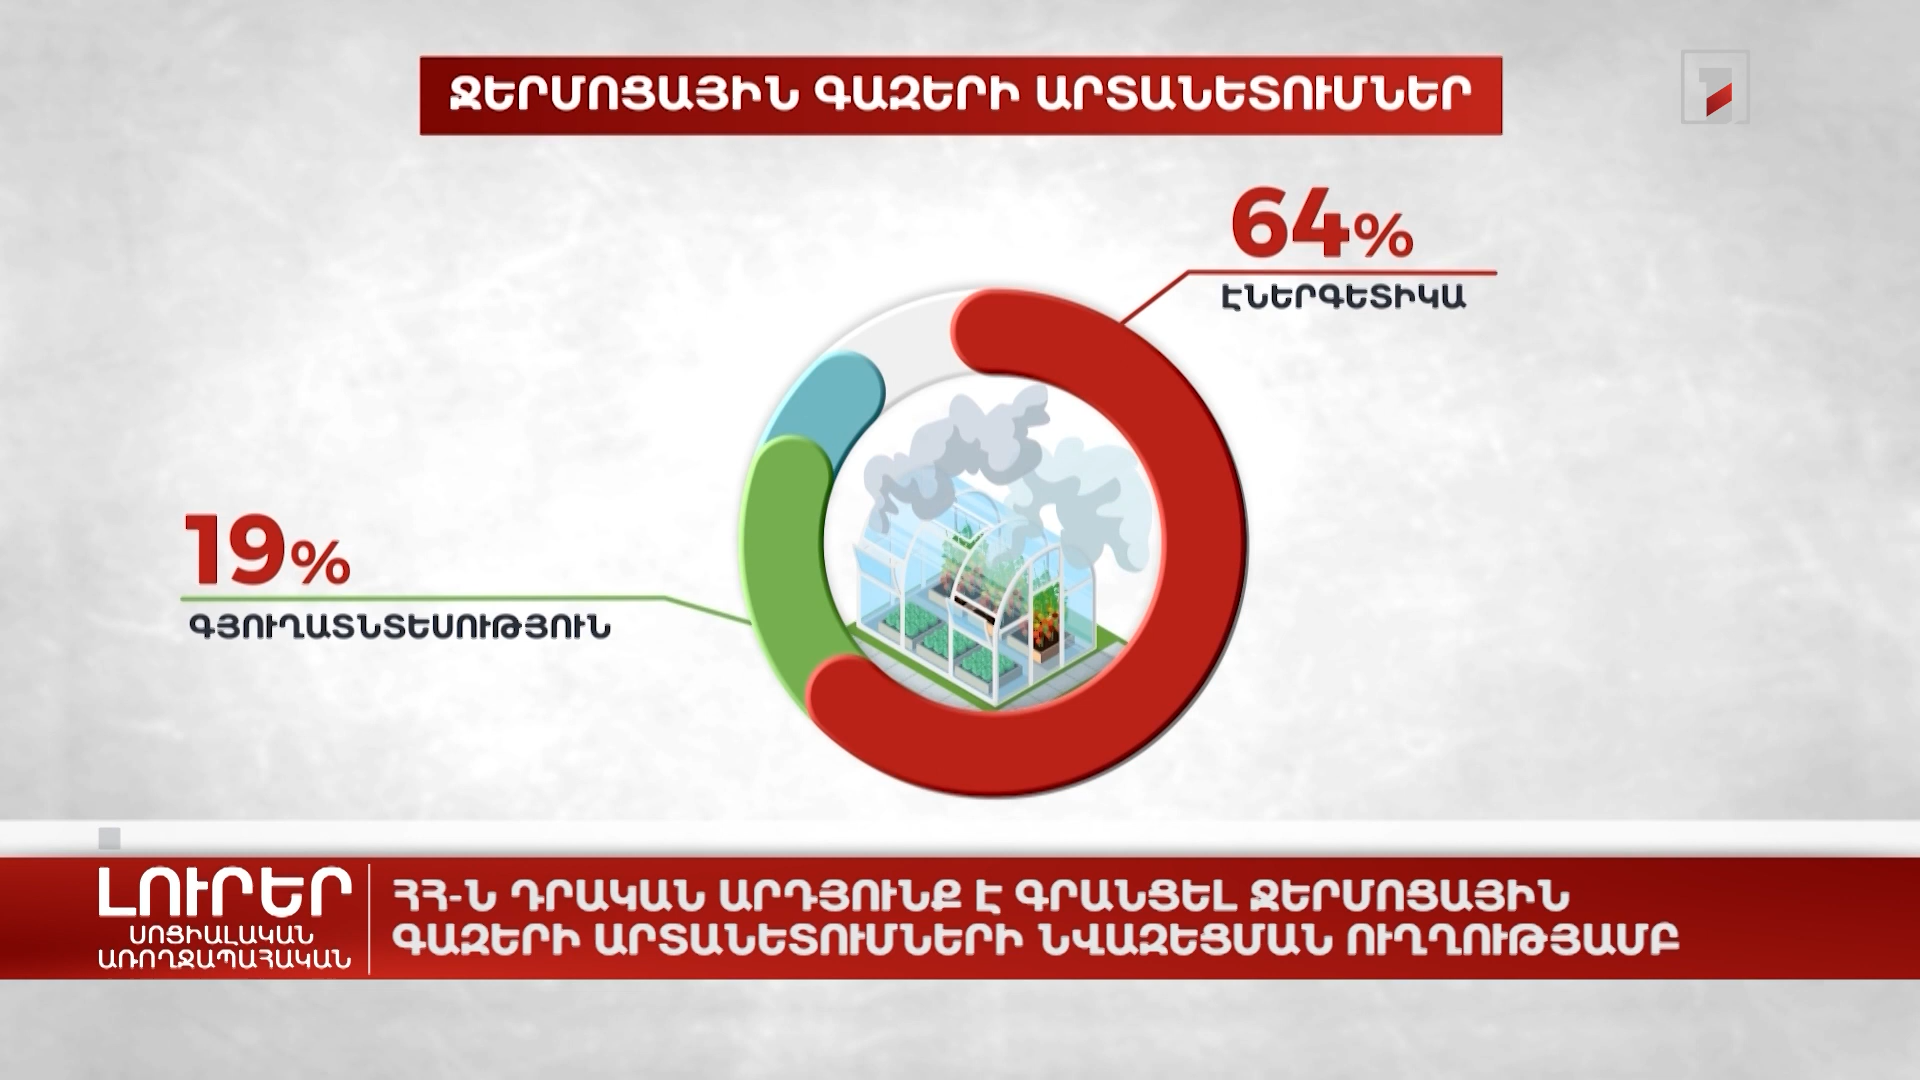 ՋԵՐՄՈՑԱՅԻՆ ԳԱԶԵՐԻ ԱՐՏԱՆԵՏՈՒՄՆԵՐ
64%
ԷՆԵՐԳԵՏԻԿԱ
19%
ԳՅՈՒՂԱՏՆՏԵՍՈՒԹՅՈՒՆ
ԼՈՒՐԵՐ
ՍՈՑԻԱԼԱԿԱՆ
ԱՌՈՂՋԱՊԱՀԱԿԱՆ
ՀՀ-Ն ԴՐԱԿԱՆ ԱՐԴՅՈՒՆՔ Է ԳՐԱՆՑԵԼ ՋԵՐՄՈՑԱՅԻՆ
ԳԱԶԵՐԻ ԱՐՏԱՆԵՏՈՒՄՆԵՐԻ ՆՎԱԶԵՑՄԱՆ ՈՒՂՂՈՒԹՅԱՄԲ